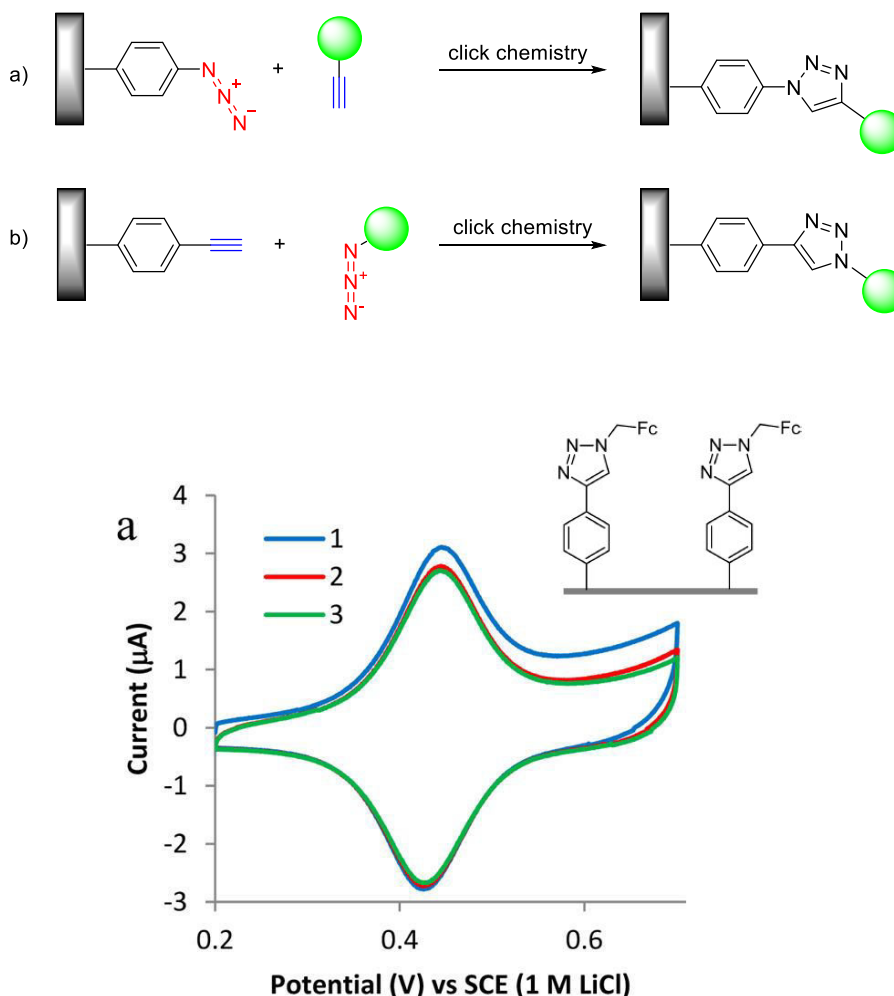 a)
N
N
N
+
−
+
click chemistry
N
N
N
b)
+
N
N
N
+
−
click chemistry
N
N
N
Fc
Fc
N
N
N
N
N
N
a
1
2
3
4
3
2
1
0
-1
-2
-3
Current (µA)
0.2 0.4 0.6
Potential (V) vs SCE (1 M LiCl)